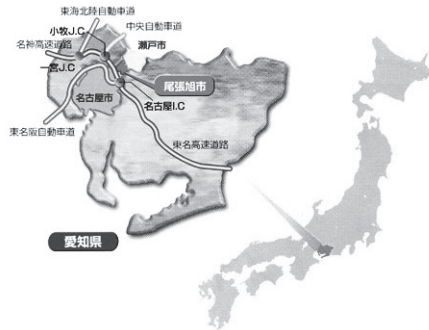 東海北陸自動車道
小牧J.C
中央自動車道
名神高速道路
瀬戸市
一宮J.C
尾張旭市
名古屋市
名古屋I.C
東名阪自動車道
東名高速道路
愛知県